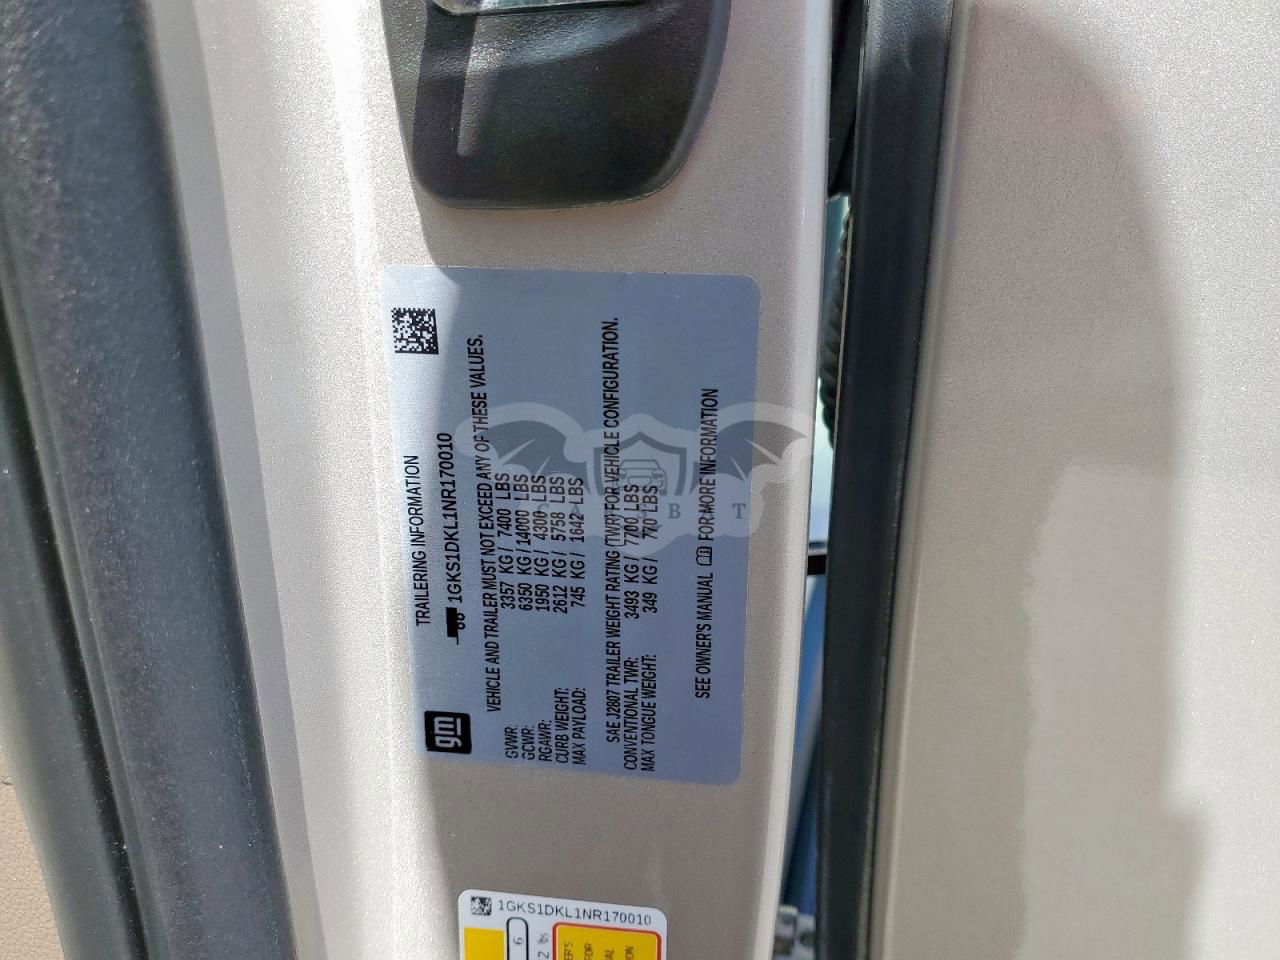 gm
TRAILERING INFORMATION
1GKS1DKL1NR170010
VEHICLE AND TRAILER MUST NOT EXCEED ANY OF THESE VALUES.
GVWR: 3357 KG / 7400 LBS
GCWR: 6350 KG / 14000 LBS
RGAWR: 1950 KG / 4300 LBS
CURB WEIGHT: 2612 KG / 5758 LBS
MAX PAYLOAD: 745 KG / 1642 LBS
SAE J2807 TRAILER WEIGHT RATING (TWR) FOR VEHICLE CONFIGURATION.
CONVENTIONAL TWR: 3493 KG / 7700 LBS
MAX TONGUE WEIGHT: 349 KG / 770 LBS
SEE OWNER'S MANUAL FOR MORE INFORMATION
1GKS1DKL1NR170010
6
2 lbs